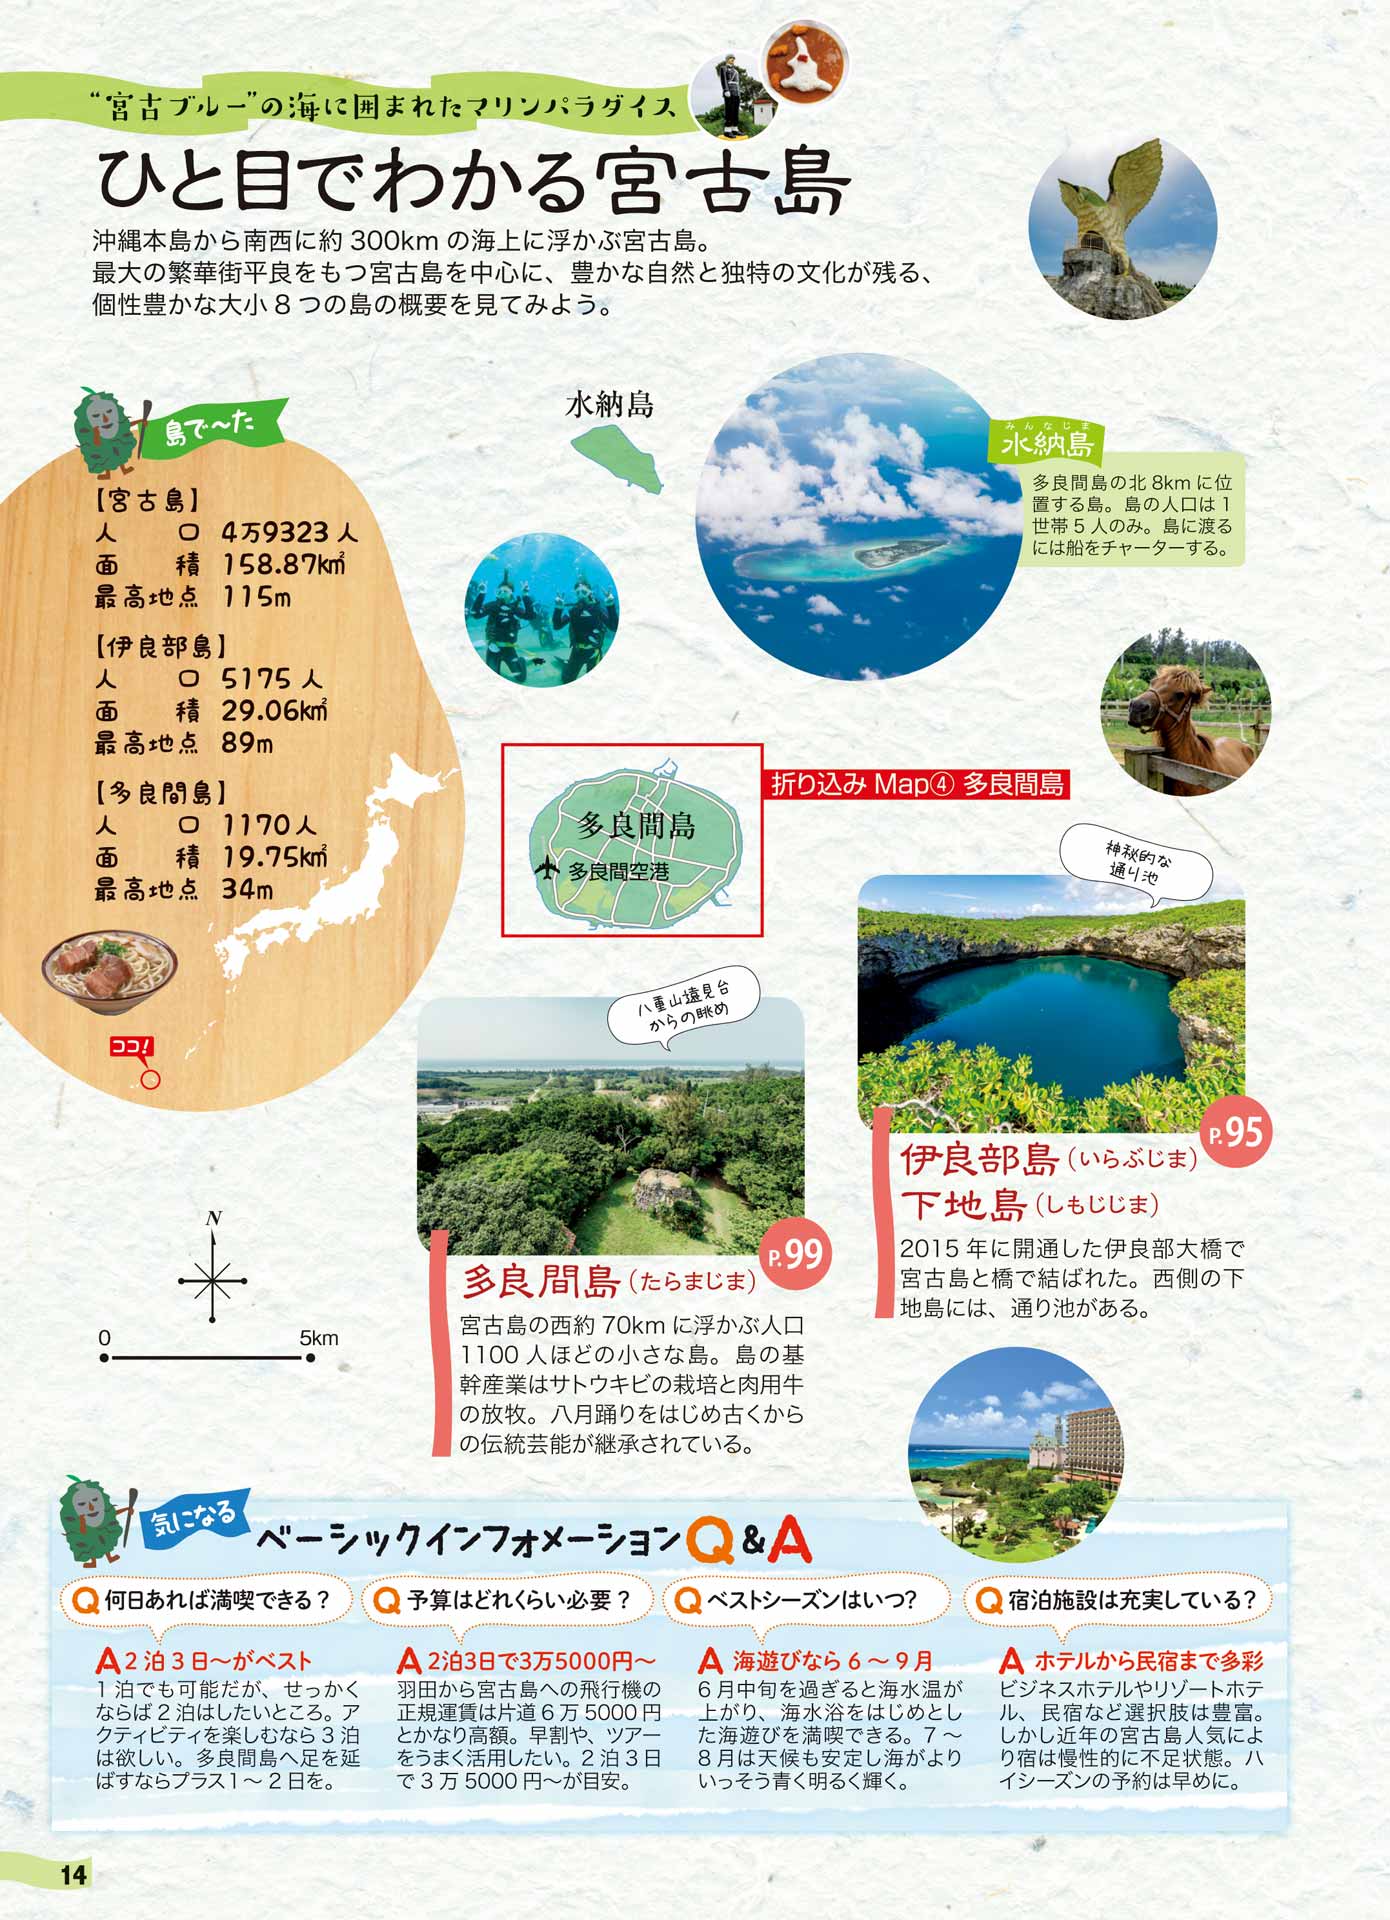 “宮古ブルー”の海に囲まれたマリンパラダイス
ひと目でわかる宮古島
沖縄本島から南西に約300kmの海上に浮かぶ宮古島。
最大の繁華街平良をもつ宮古島を中心に、豊かな自然と独特の文化が残る、
個性豊かな大小8つの島の概要を見てみよう。
島で〜た
【宮古島】
人口 4万9323人
面積 158.87㎢
最高地点 115m
【伊良部島】
人口 5175人
面積 29.06㎢
最高地点 89m
【多良間島】
人口 1170人
面積 19.75㎢
最高地点 34m
ココ!
水納島
みんなじま
水納島
多良間島の北8kmに位
置する島。島の人口は1
世帯5人のみ。島に渡る
には船をチャーターする。
折り込みMap④ 多良間島
多良間島
多良間空港
神秘的な
通り池
P.95
伊良部島(いらぶじま)
下地島(しもじじま)
2015年に開通した伊良部大橋で
宮古島と橋で結ばれた。西側の下
地島には、通り池がある。
八重山遠見台
からの眺め
P.99
多良間島(たらまじま)
宮古島の西約70kmに浮かぶ人口
1100人ほどの小さな島。島の基
幹産業はサトウキビの栽培と肉用牛
の放牧。八月踊りをはじめ古くから
の伝統芸能が継承されている。
N
0 5km
気になる
ベーシックインフォメーションQ&A
Q 何日あれば満喫できる?
A 2泊3日〜がベスト
1泊でも可能だが、せっかく
ならば2泊はしたいところ。ア
クティビティを楽しむなら3泊
は欲しい。多良間島へ足を延
ばすならプラス1〜2日を。
Q 予算はどれくらい必要?
A 2泊3日で3万5000円〜
羽田から宮古島への飛行機の
正規運賃は片道6万5000円
とかなり高額。早割や、ツアー
をうまく活用したい。2泊3日
で3万5000円〜が目安。
Q ベストシーズンはいつ?
A 海遊びなら6〜9月
6月中旬を過ぎると海水温が
上がり、海水浴をはじめとし
た海遊びを満喫できる。7〜
8月は天候も安定し海がより
いっそう青く明るく輝く。
Q 宿泊施設は充実している?
A ホテルから民宿まで多彩
ビジネスホテルやリゾートホテ
ル、民宿など選択肢は豊富。
しかし近年の宮古島人気によ
り宿は慢性的に不足状態。ハ
イシーズンの予約は早めに。
14